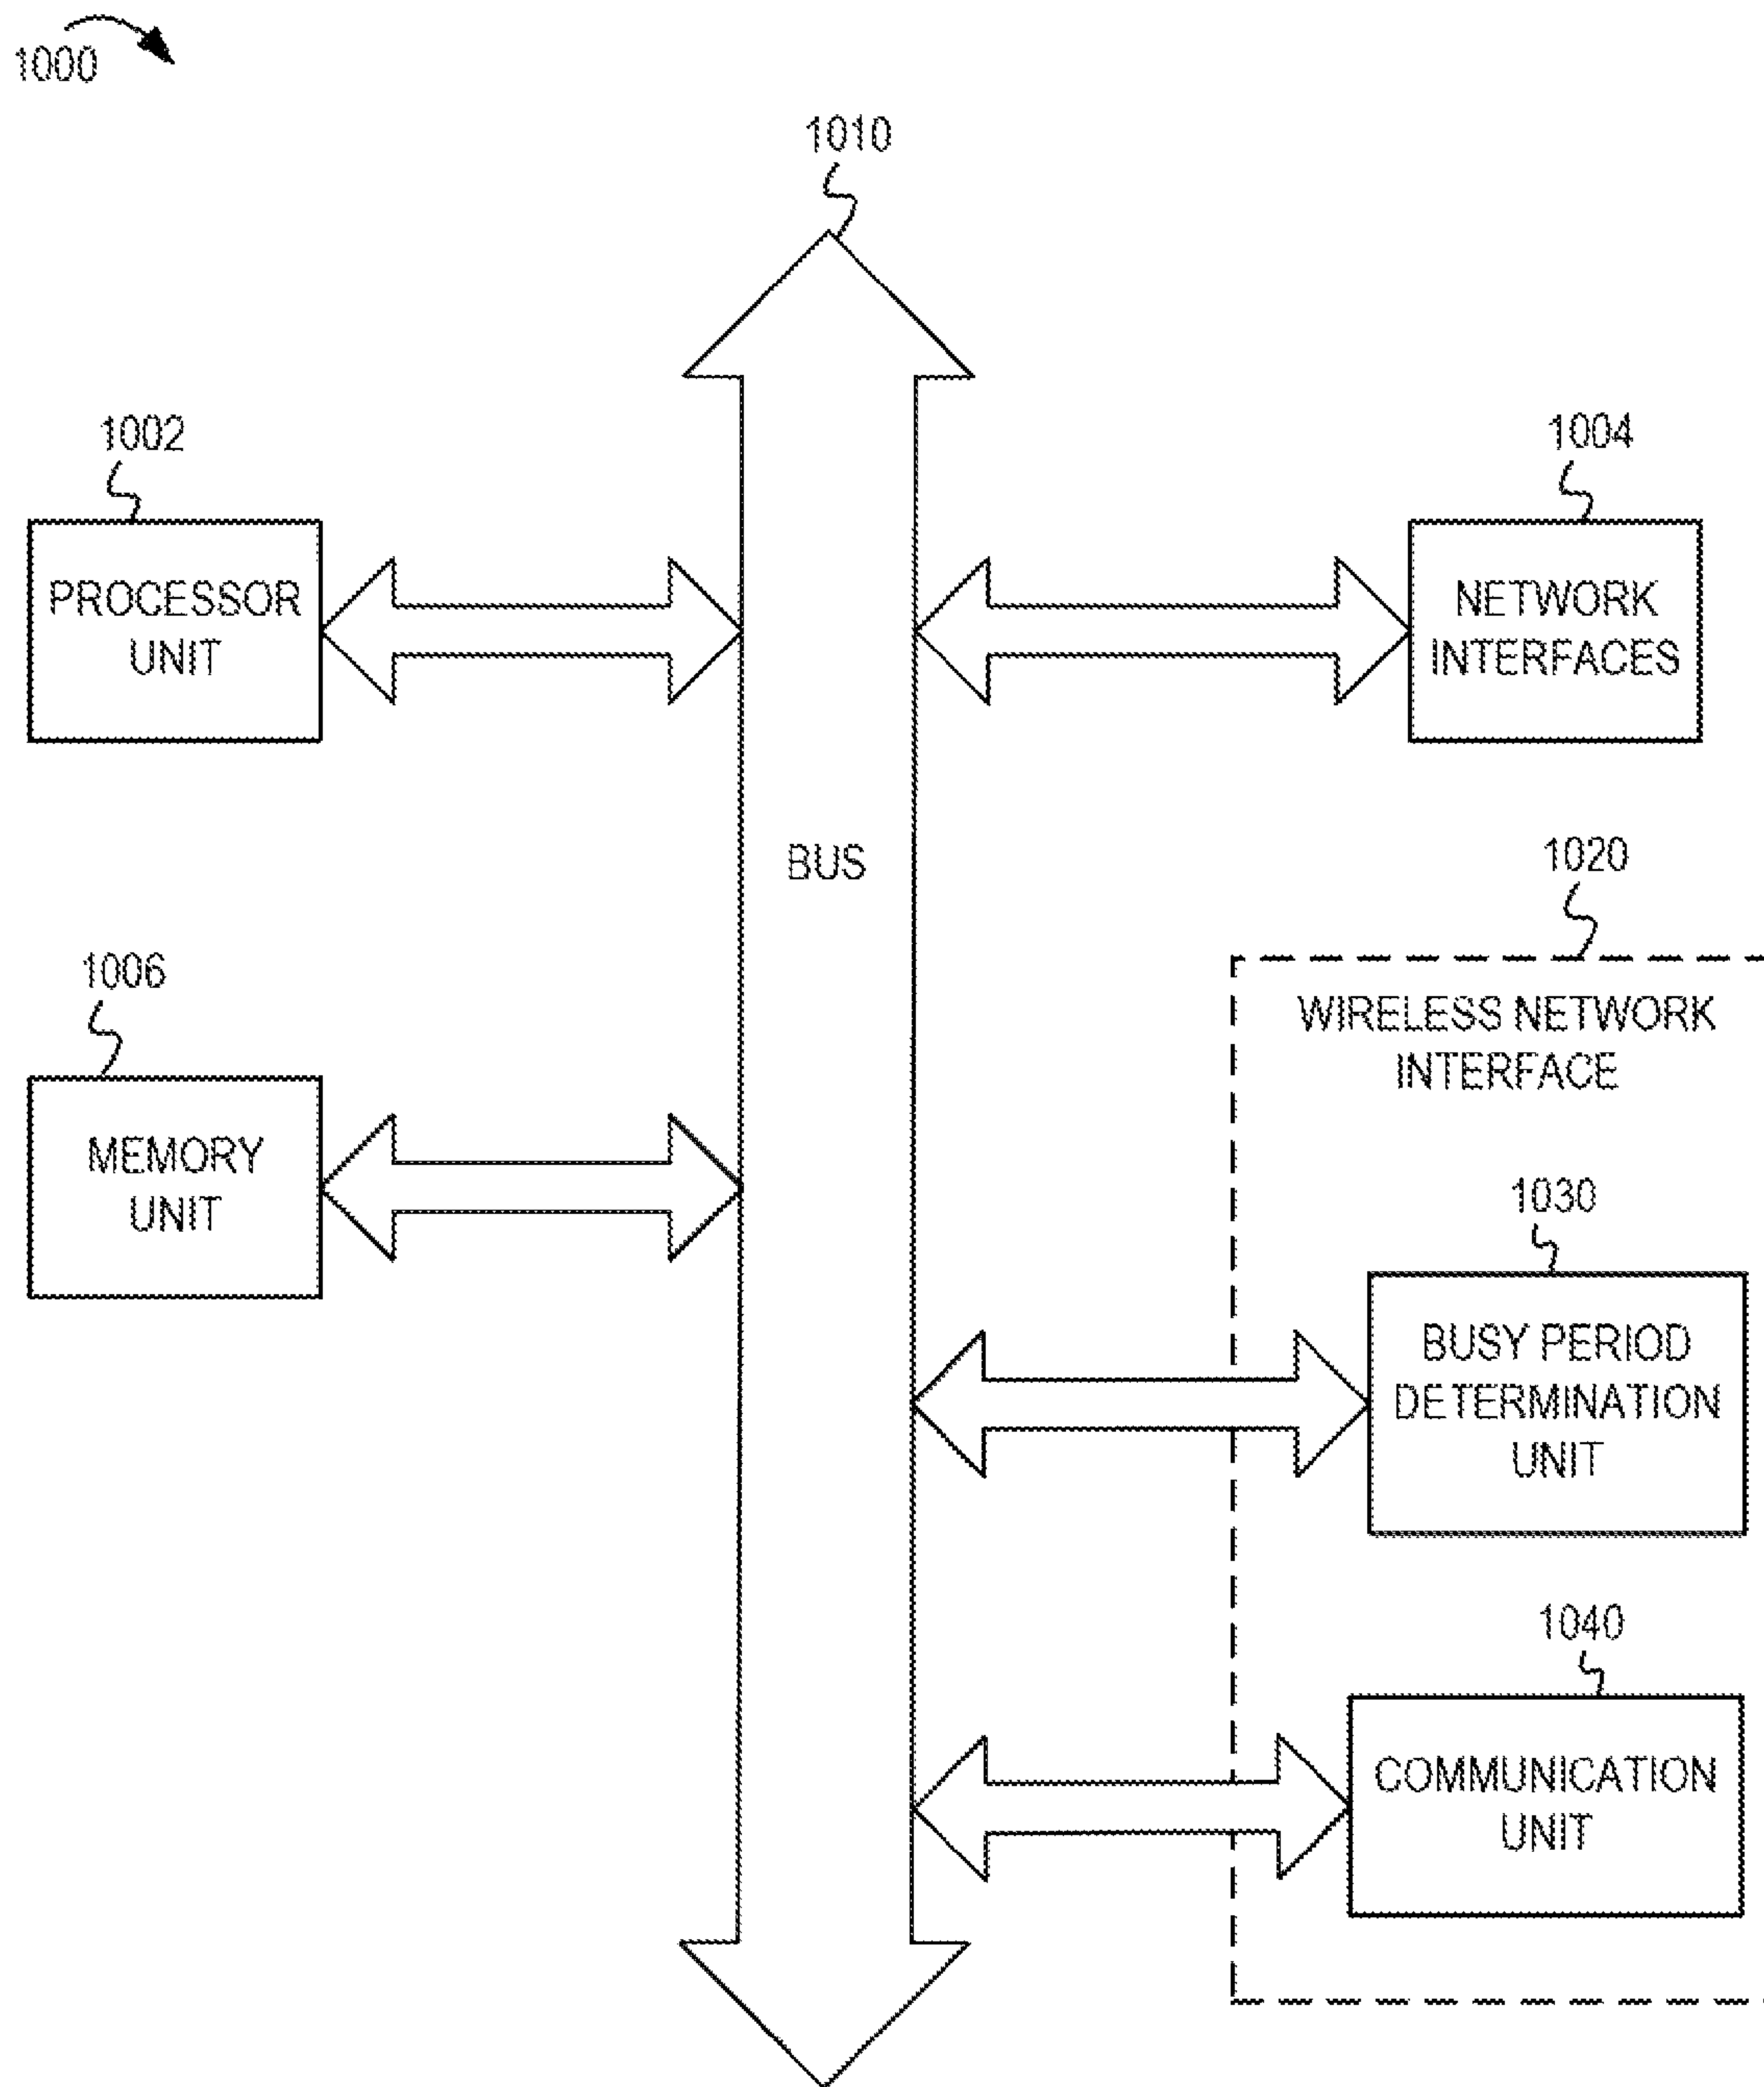 1000
1010
1002
1004
PROCESSOR
UNIT
NETWORK
INTERFACES
BUS
1020
1006
WIRELESS NETWORK
INTERFACE
MEMORY
UNIT
1030
BUSY PERIOD
DETERMINATION
UNIT
1040
COMMUNICATION
UNIT